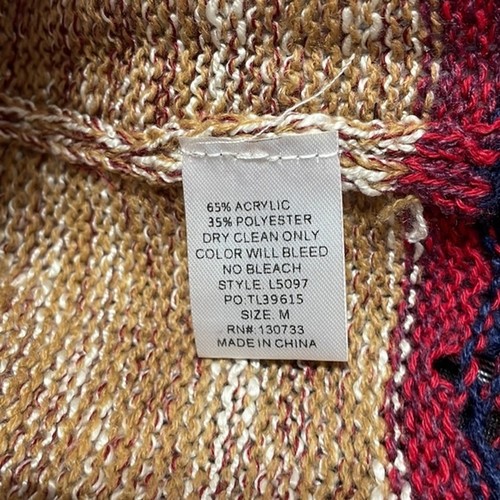 65% ACRYLIC
35% POLYESTER
DRY CLEAN ONLY
COLOR WILL BLEED
NO BLEACH
STYLE. L5097
PO.TL39615
SIZE. M
RN#: 130733
MADE IN CHINA